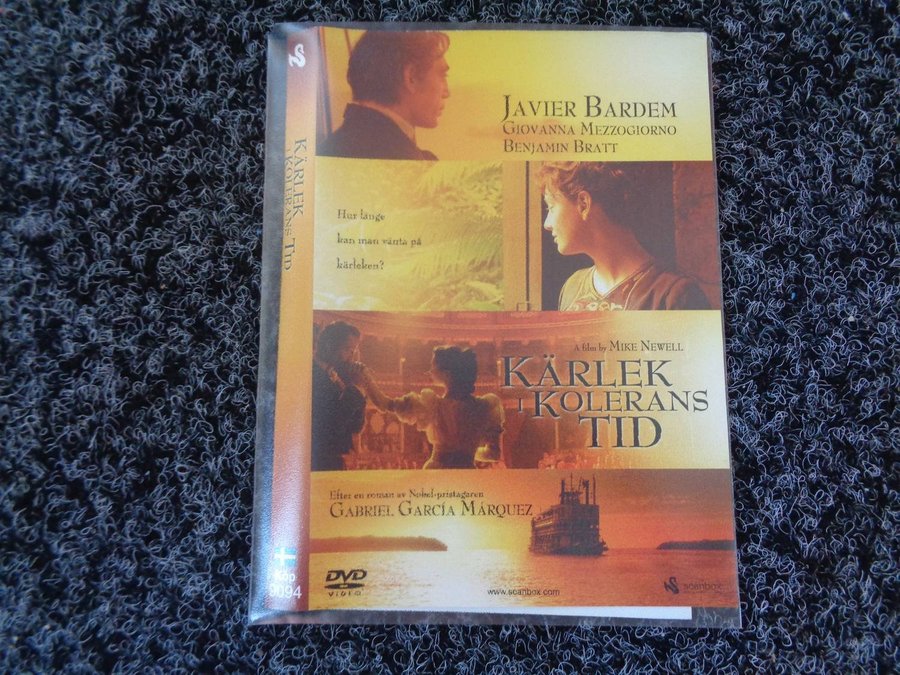 JAVIER BARDEM
GIOVANNA MEZZOGIORNO
BENJAMIN BRATT
Hur länge
kan man vänta på
kärleken?
A film by MIKE NEWELL
KÄRLEK
I KOLERANS
TID
Efter en roman av Nobel-pristagaren
GABRIEL GARCÍA MÁRQUEZ
DVD
VIDEO
www.scanbox.com
scanbox
KÄRLEK
I KOLERANS TID
Köp
9094